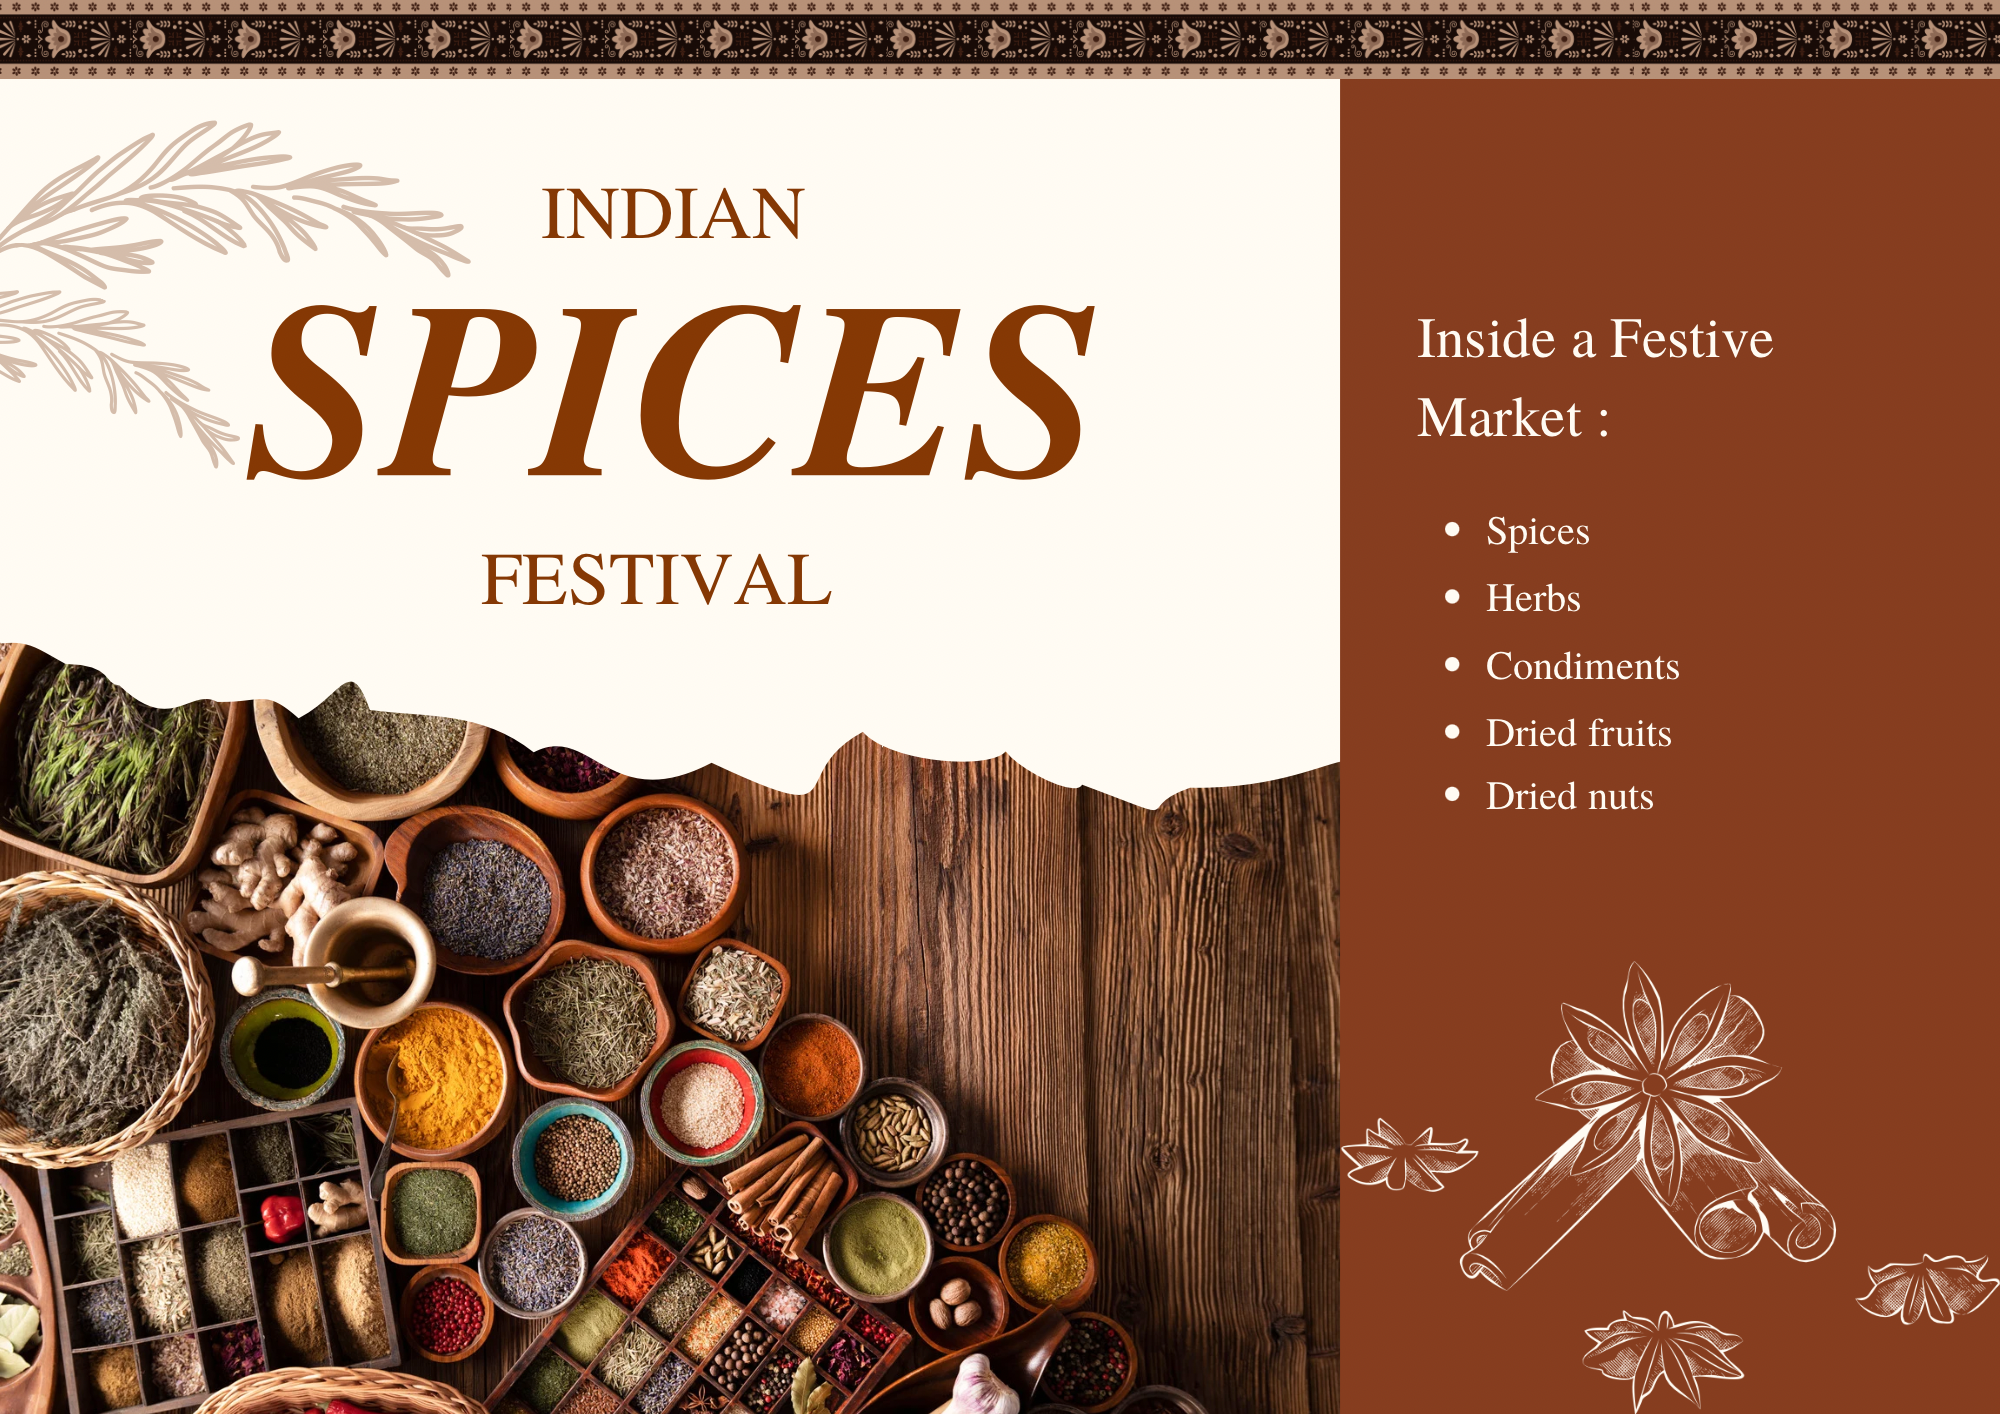 INDIAN
SPICES
FESTIVAL
Inside a Festive
Market :
• Spices
• Herbs
• Condiments
• Dried fruits
• Dried nuts